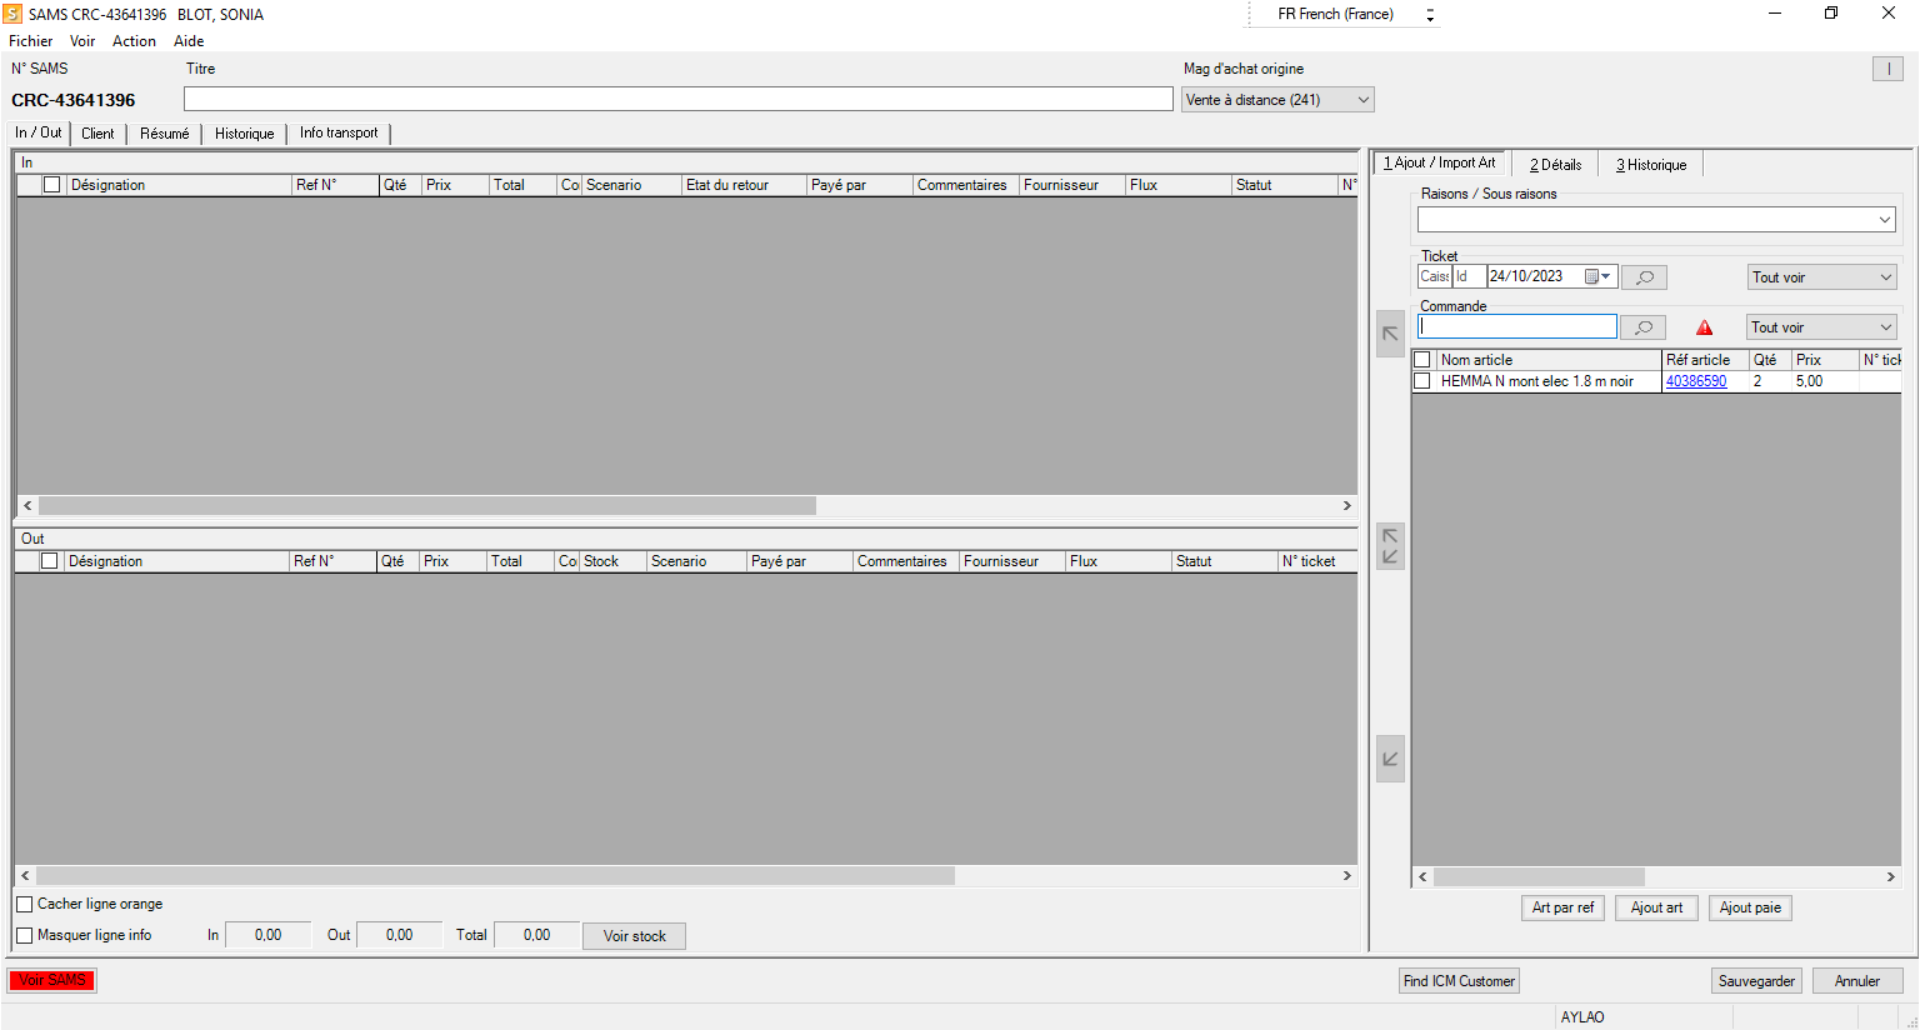 S SAMS CRC-43641396 BLOT, SONIA
FR French (France)
Fichier Voir Action Aide
N° SAMS Titre Mag d'achat origine
CRC-43641396 Vente à distance (241)
In / Out Client Résumé Historique Info transport
In
Désignation Ref N° Qté Prix Total Co Scenario Etat du retour Payé par Commentaires Fournisseur Flux Statut N°
Out
Désignation Ref N° Qté Prix Total Co Stock Scenario Payé par Commentaires Fournisseur Flux Statut N° ticket
Cacher ligne orange
Masquer ligne info In 0,00 Out 0,00 Total 0,00 Voir stock
1 Ajout / Import Art 2 Détails 3 Historique
Raisons / Sous raisons
Ticket
Caiss Id 24/10/2023 Tout voir
Commande
Tout voir
Nom article Réf article Qté Prix N° tick
HEMMA N mont elec 1.8 m noir 40386590 2 5,00
Art par ref Ajout art Ajout paie
Voir SAMS Find ICM Customer Sauvegarder Annuler
AYLAO